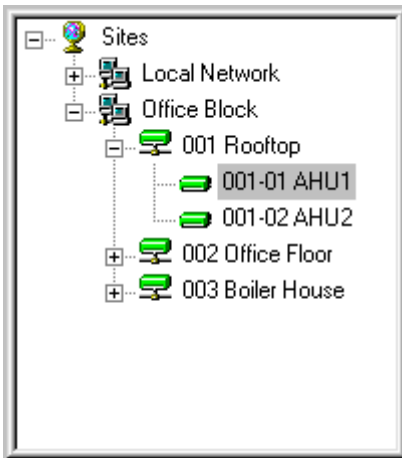 Sites
Local Network
Office Block
001 Rooftop
001-01 AHU1
001-02 AHU2
002 Office Floor
003 Boiler House